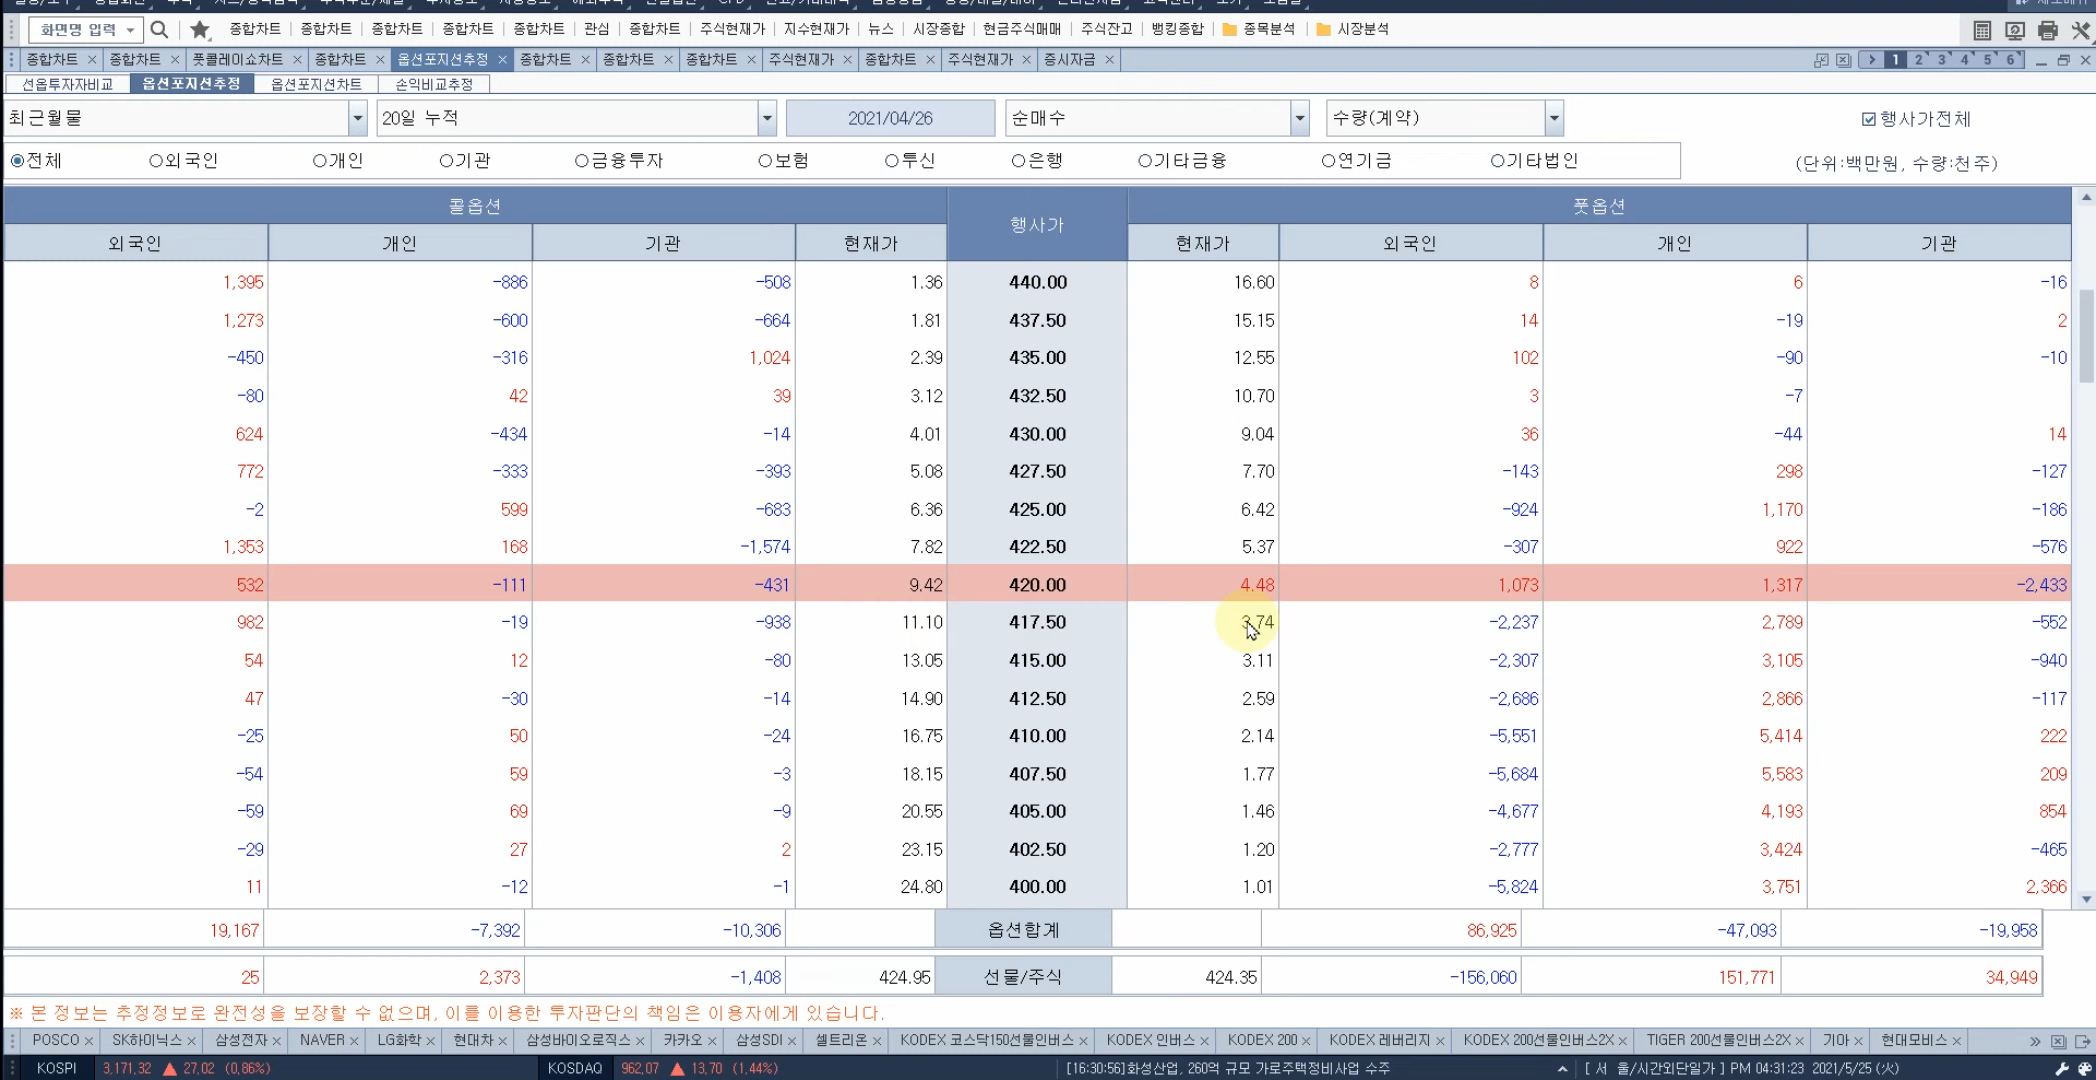 화면명 입력 종합차트 종합차트 종합차트 종합차트 종합차트 관심 종합차트 주식현재가 지수현재가 뉴스 시장종합 현금주식매매 주식잔고 뱅킹종합 종목분석 시장분석
종합차트 × 종합차트 × 풋콜레이쇼차트 × 종합차트 × 옵션포지션추정 × 종합차트 × 종합차트 × 종합차트 × 주식현재가 × 종합차트 × 주식현재가 × 증시자금 × 1 2 3 4 5 6
선옵투자자비교 옵션포지션추정 옵션포지션차트 손익비교추정
최근월물 20일 누적 2021/04/26 순매수 수량(계약) 행사가전체
전체 외국인 개인 기관 금융투자 보험 투신 은행 기타금융 연기금 기타법인 (단위:백만원, 수량:천주)
콜옵션 행사가 풋옵션
외국인 개인 기관 현재가 현재가 외국인 개인 기관
1,395 -886 -508 1.36 440.00 16.60 8 6 -16
1,273 -600 -664 1.81 437.50 15.15 14 -19 2
-450 -316 1,024 2.39 435.00 12.55 102 -90 -10
-80 42 39 3.12 432.50 10.70 3 -7
624 -434 -14 4.01 430.00 9.04 36 -44 14
772 -333 -393 5.08 427.50 7.70 -143 298 -127
-2 599 -683 6.36 425.00 6.42 -924 1,170 -186
1,353 168 -1,574 7.82 422.50 5.37 -307 922 -576
532 -111 -431 9.42 420.00 4.48 1,073 1,317 -2,433
982 -19 -938 11.10 417.50 3.74 -2,237 2,789 -552
54 12 -80 13.05 415.00 3.11 -2,307 3,105 -940
47 -30 -14 14.90 412.50 2.59 -2,686 2,866 -117
-25 50 -24 16.75 410.00 2.14 -5,551 5,414 222
-54 59 -3 18.15 407.50 1.77 -5,684 5,583 209
-59 69 -9 20.55 405.00 1.46 -4,677 4,193 854
-29 27 2 23.15 402.50 1.20 -2,777 3,424 -465
11 -12 -1 24.80 400.00 1.01 -5,824 3,751 2,366
19,167 -7,392 -10,306 옵션합계 86,925 -47,093 -19,958
25 2,373 -1,408 424.95 선물/주식 424.35 -156,060 151,771 34,949
※ 본 정보는 추정정보로 완전성을 보장할 수 없으며, 이를 이용한 투자판단의 책임은 이용자에게 있습니다.
POSCO × SK하이닉스 × 삼성전자 × NAVER × LG화학 × 현대차 × 삼성바이오로직스 × 카카오 × 삼성SDI × 셀트리온 × KODEX 코스닥150선물인버스 × KODEX 인버스 × KODEX 200 × KODEX 레버리지 × KODEX 200선물인버스2X × TIGER 200선물인버스2X × 기아 × 현대모비스 ×
KOSPI 3,171.32 ▲ 27.02 (0.86%) KOSDAQ 962.07 ▲ 13.70 (1.44%) [16:30:56]화성산업, 260억 규모 가로주택정비사업 수주 [ 서 울/시간외단일가 ] PM 04:31:23 2021/5/25 (火)